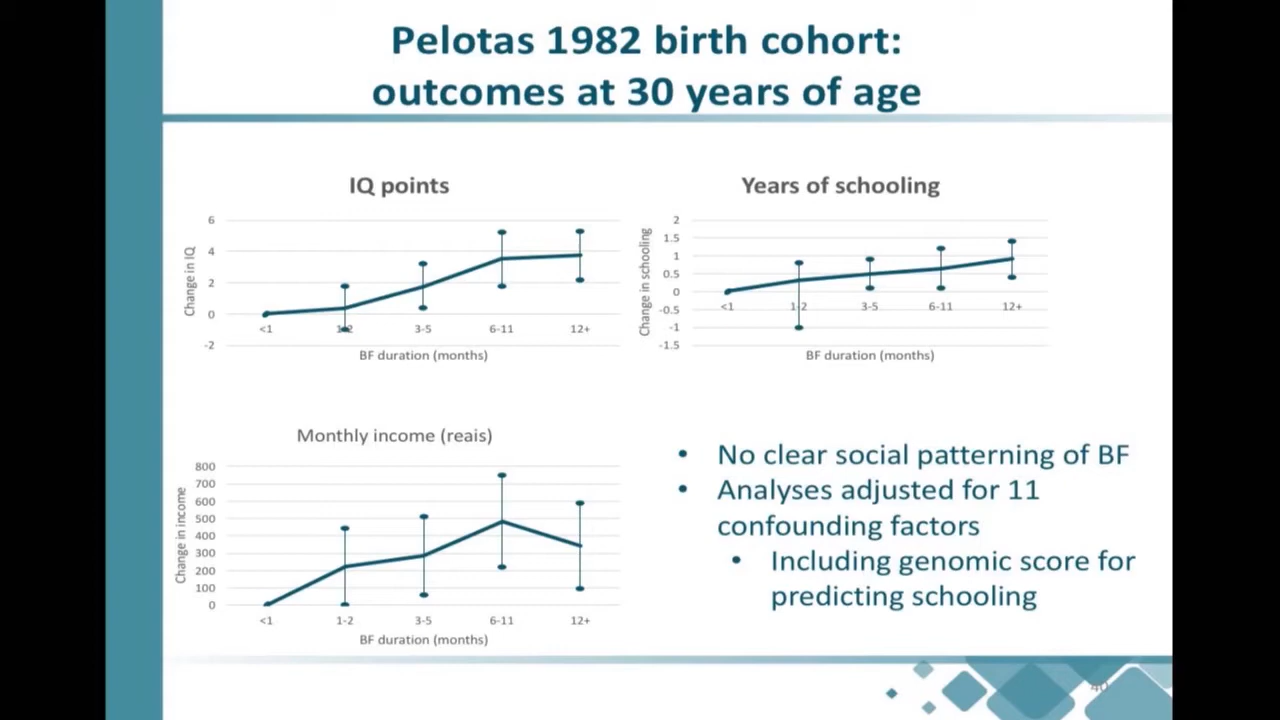 Pelotas 1982 birth cohort:
outcomes at 30 years of age
IQ points
6
4
2
0
-2
Change in IQ
<1
1-2
3-5
6-11
12+
BF duration (months)
Years of schooling
2
1.5
1
0.5
0
-0.5
-1
-1.5
Change in schooling
<1
1-2
3-5
6-11
12+
BF duration (months)
Monthly income (reais)
800
700
600
500
400
300
200
100
0
Change in income
<1
1-2
3-5
6-11
12+
BF duration (months)
• No clear social patterning of BF
• Analyses adjusted for 11
confounding factors
• Including genomic score for
predicting schooling
40